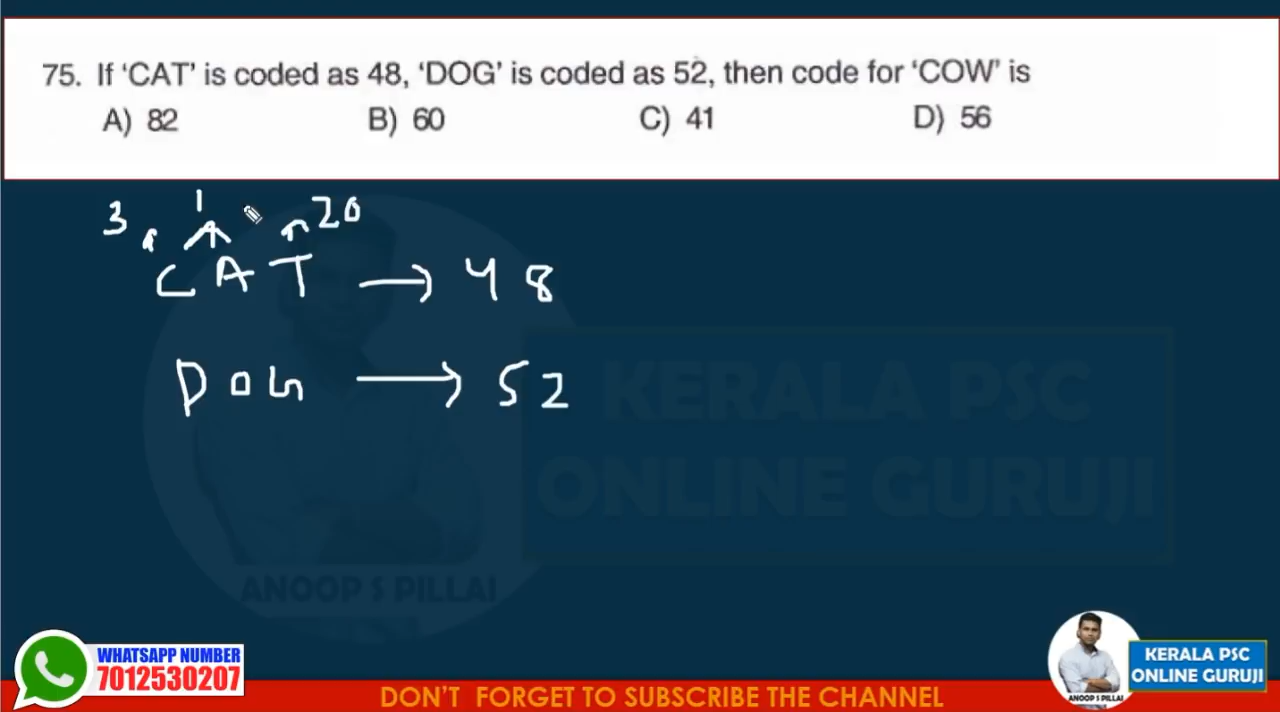 75. If 'CAT' is coded as 48, 'DOG' is coded as 52, then code for 'COW' is
A) 82 B) 60 C) 41 D) 56
3 1 20
CAT → 48
DOG → 52
KERALA PSC
ONLINE GURUJI
ANOOP S PILLAI
WHATSAPP NUMBER
7012530207
DON'T FORGET TO SUBSCRIBE THE CHANNEL
ANOOP S PILLAI
KERALA PSC
ONLINE GURUJI